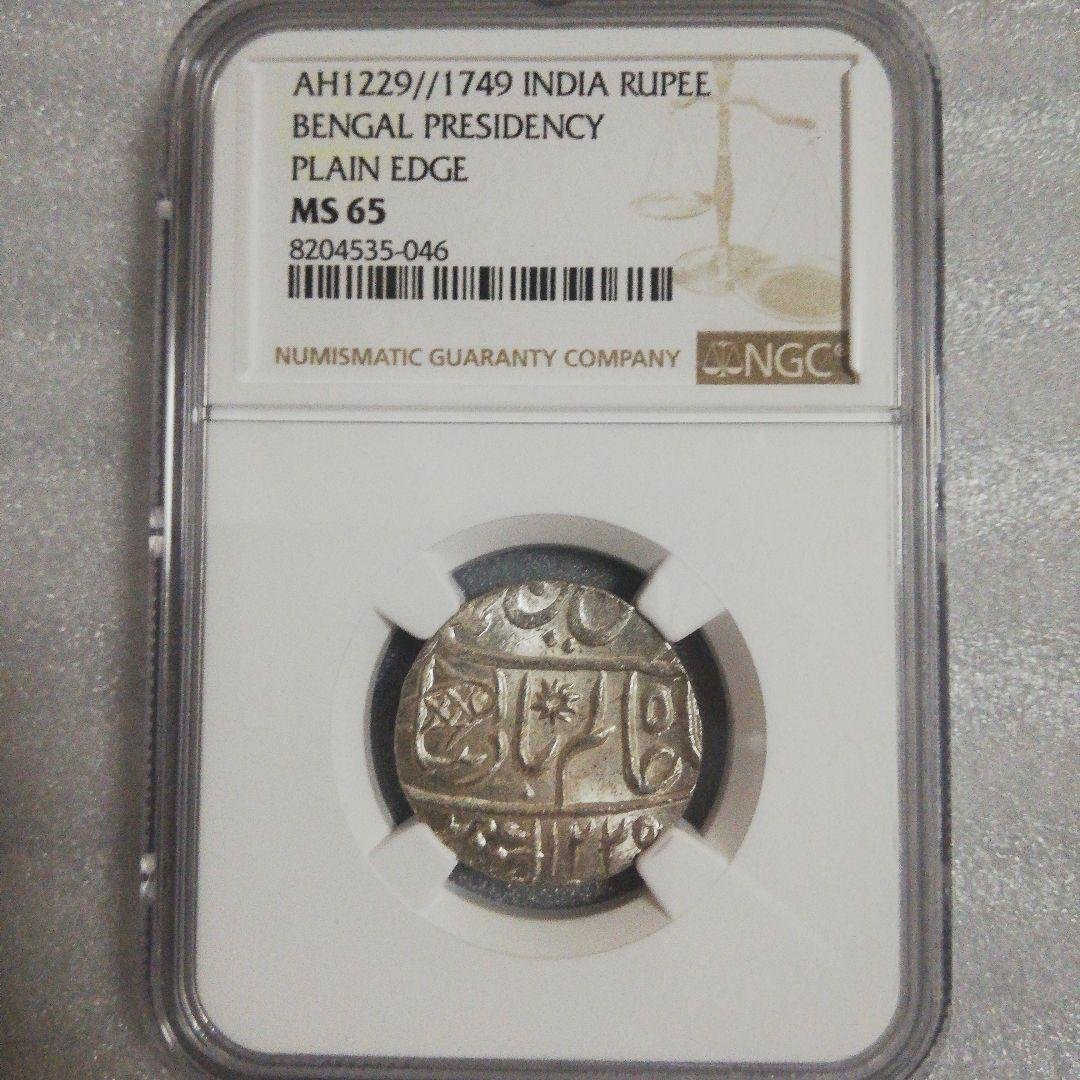 AH1229//1749 INDIA RUPEE
BENGAL PRESIDENCY
PLAIN EDGE
MS 65
8204535-046
NUMISMATIC GUARANTY COMPANY NGC